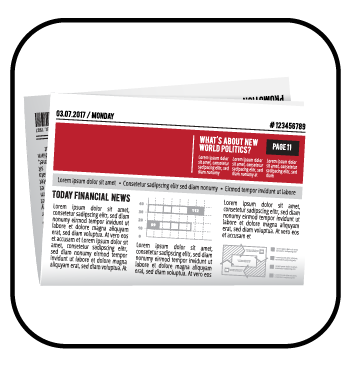 03.07.2017 / MONDAY
# 123456789
WHAT'S ABOUT NEW
WORLD POLITICS?
PAGE 11
Lorem ipsum dolor sit amet • Consetetur sadipscing elitr sed diam nonumy • Eirmod tempor invidunt ut labore
TODAY FINANCIAL NEWS
Lorem ipsum dolor sit amet,
consetetur sadipscing elitr, sed diam
nonumy eirmod tempor invidunt ut
labore et dolore magna aliquyam
erat, sed diam voluptua. At vero eos
et accusam et Lorem ipsum dolor sit
amet, consetetur sadipscing elitr,
sed diam nonumy eirmod tempor
invidunt ut labore et dolore magna
aliquyam erat, sed diam voluptua. At
Lorem ipsum dolor sit amet,
consetetur sadipscing elitr, sed diam
nonumy eirmod tempor invidunt ut
labore et dolore magna aliquyam
erat, sed diam voluptua. At
Lorem ipsum dolor sit amet,
consetetur sadipscing elitr, sed diam
nonumy eirmod tempor invidunt ut
labore et dolore magna aliquyam
erat, sed diam voluptua. At vero eos
et accusam et